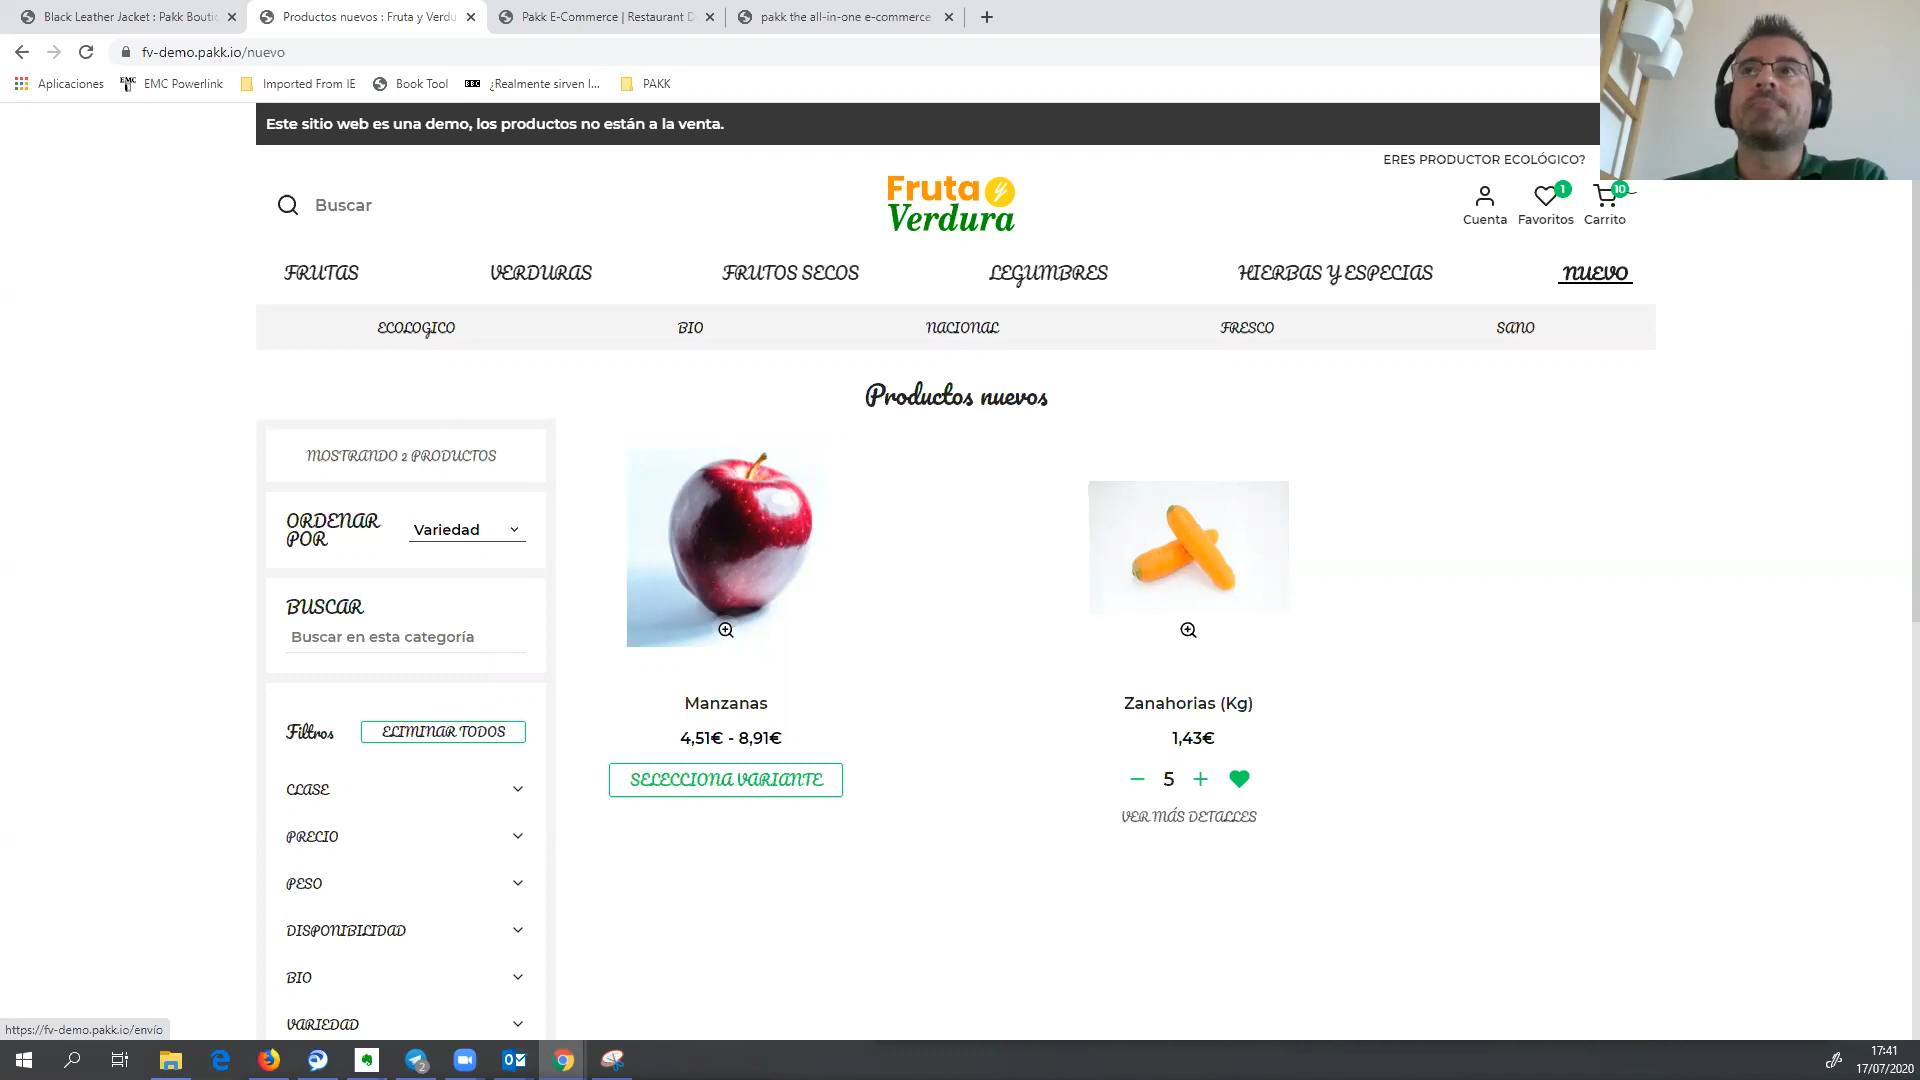 Black Leather Jacket : Pakk Bouti
Productos nuevos : Fruta y Verdu
Pakk E-Commerce | Restaurant D
pakk the all-in-one e-commerce
fv-demo.pakk.io/nuevo
Aplicaciones
EMC
EMC Powerlink
Imported From IE
Book Tool
BBC
¿Realmente sirven l...
PAKK
Este sitio web es una demo, los productos no están a la venta.
ERES PRODUCTOR ECOLÓGICO?
Buscar
Fruta y
Verdura
Cuenta
1
Favoritos
10
Carrito
FRUTAS
VERDURAS
FRUTOS SECOS
LEGUMBRES
HIERBAS Y ESPECIAS
NUEVO
ECOLOGICO
BIO
NACIONAL
FRESCO
SANO
Productos nuevos
MOSTRANDO 2 PRODUCTOS
ORDENAR
POR
Variedad
BUSCAR
Buscar en esta categoría
Filtros
ELIMINAR TODOS
CLASE
PRECIO
PESO
DISPONIBILIDAD
BIO
VARIEDAD
Manzanas
4,51€ - 8,91€
SELECCIONA VARIANTE
Zanahorias (Kg)
1,43€
5
VER MÁS DETALLES
https://fv-demo.pakk.io/envío
2
17:41
17/07/2020